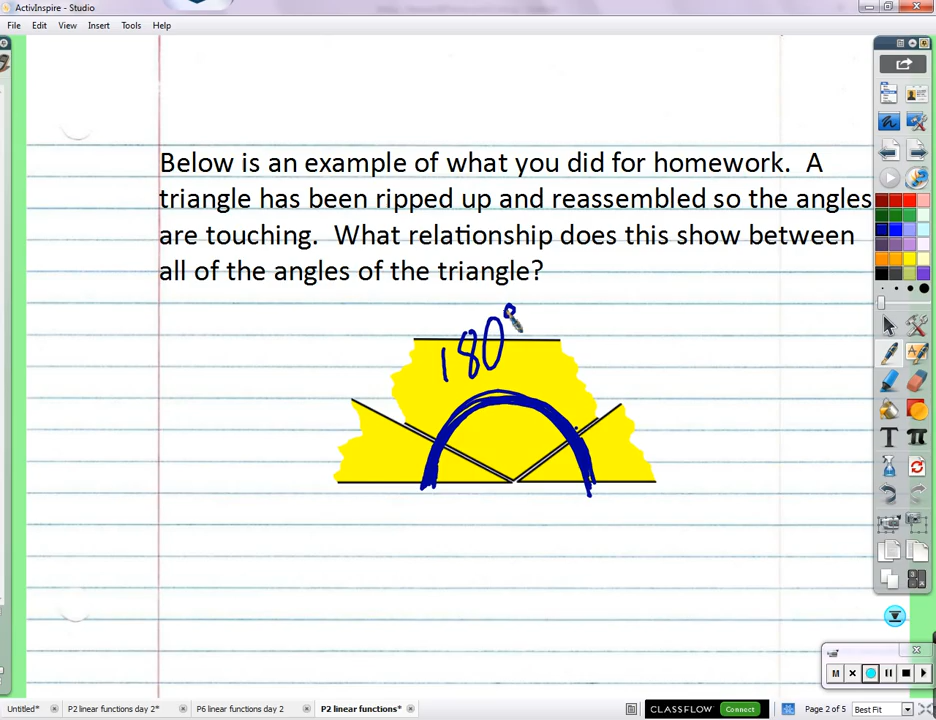 ActivInspire - Studio
File Edit View Insert Tools Help
Below is an example of what you did for homework. A
triangle has been ripped up and reassembled so the angles
are touching. What relationship does this show between
all of the angles of the triangle?
180°
T π
M
Untitled* P2 linear functions day 2* P6 linear functions day 2 P2 linear functions* CLASSFLOW Connect Page 2 of 5 Best Fit